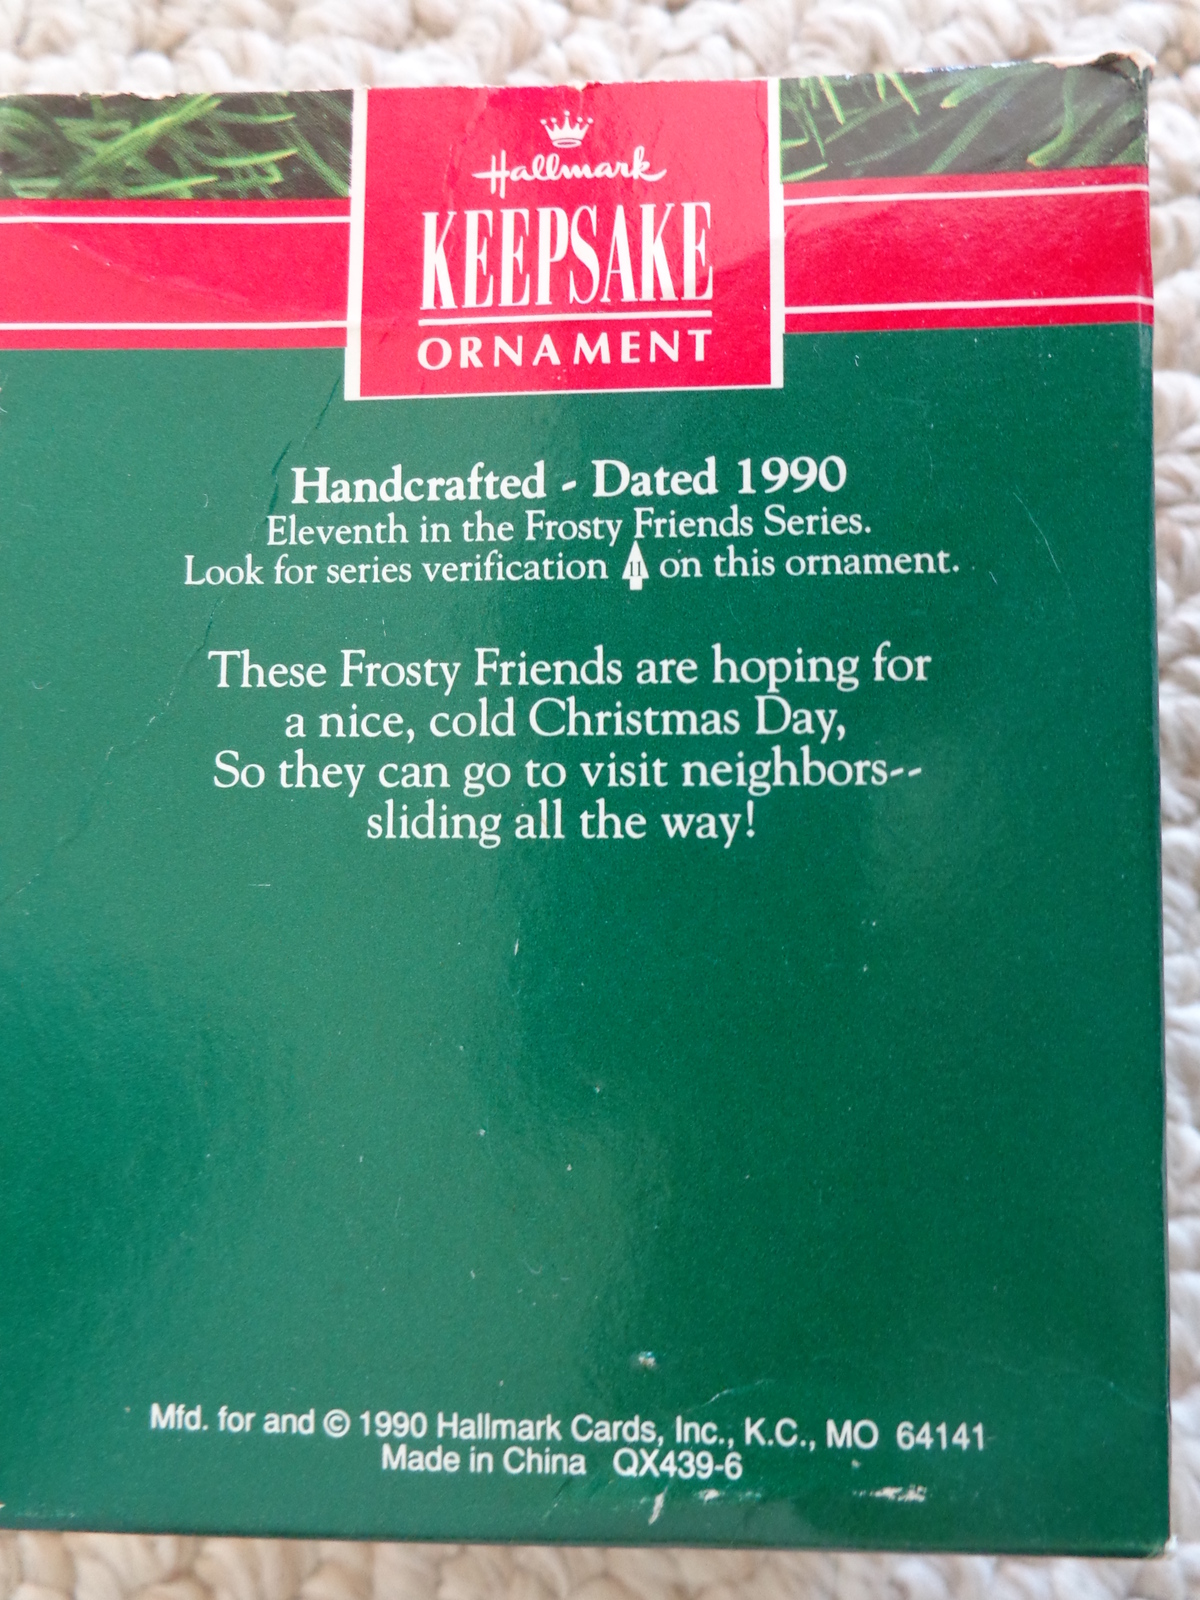 Hallmark
KEEPSAKE
ORNAMENT
Handcrafted - Dated 1990
Eleventh in the Frosty Friends Series.
Look for series verification 11 on this ornament.
These Frosty Friends are hoping for
a nice, cold Christmas Day,
So they can go to visit neighbors--
sliding all the way!
Mfd. for and © 1990 Hallmark Cards, Inc., K.C., MO 64141
Made in China QX439-6